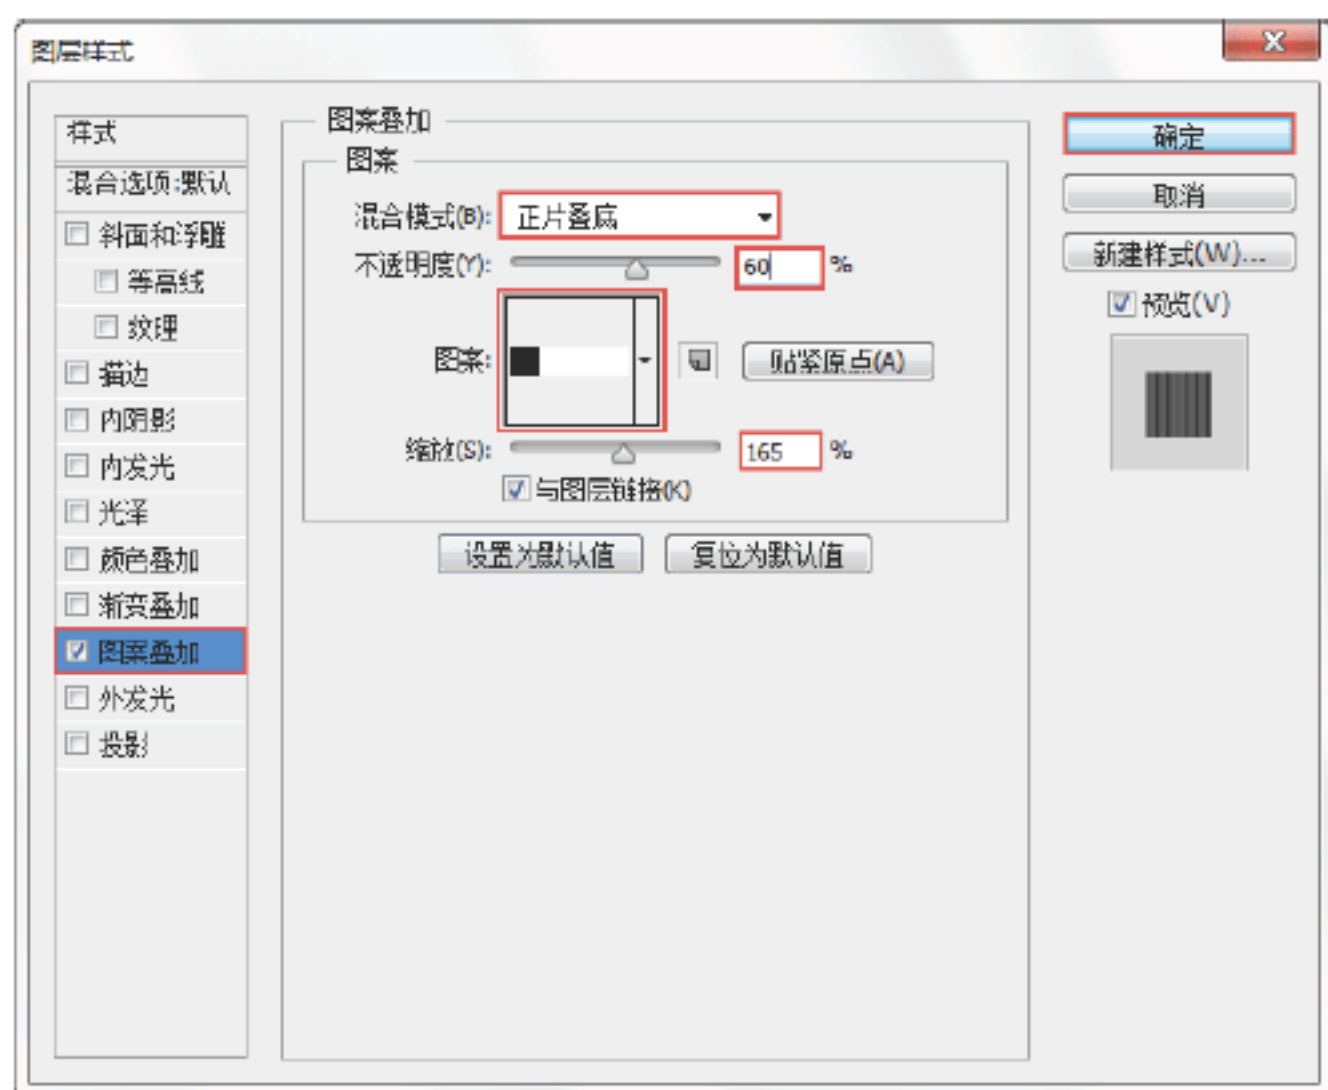 图层样式
样式
混合选项:默认
斜面和浮雕
等高线
纹理
描边
内阴影
内发光
光泽
颜色叠加
渐变叠加
图案叠加
外发光
投影
图案叠加
图案
混合模式(B): 正片叠底
不透明度(Y): 60 %
图案: 贴紧原点(A)
缩放(S): 165 %
与图层链接(K)
设置为默认值 复位为默认值
确定
取消
新建样式(W)...
预览(V)